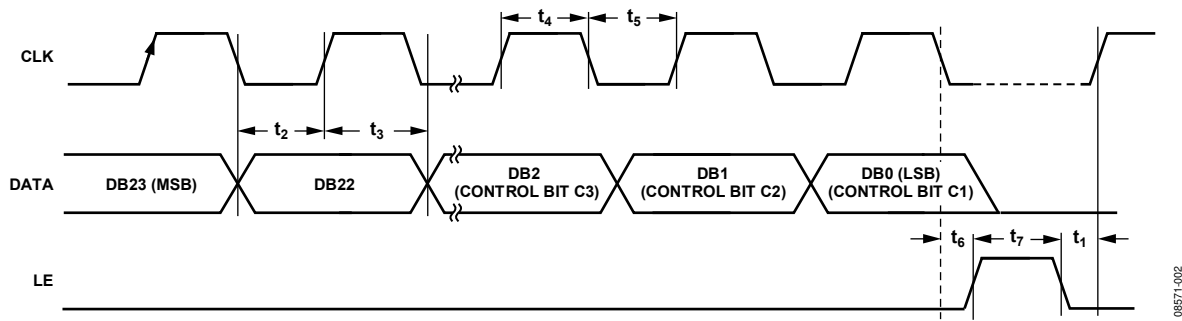 t4
t5
CLK
t2
t3
DATA
DB23 (MSB)
DB22
DB2
(CONTROL BIT C3)
DB1
(CONTROL BIT C2)
DB0 (LSB)
(CONTROL BIT C1)
t6
t7
t1
LE
08571-002